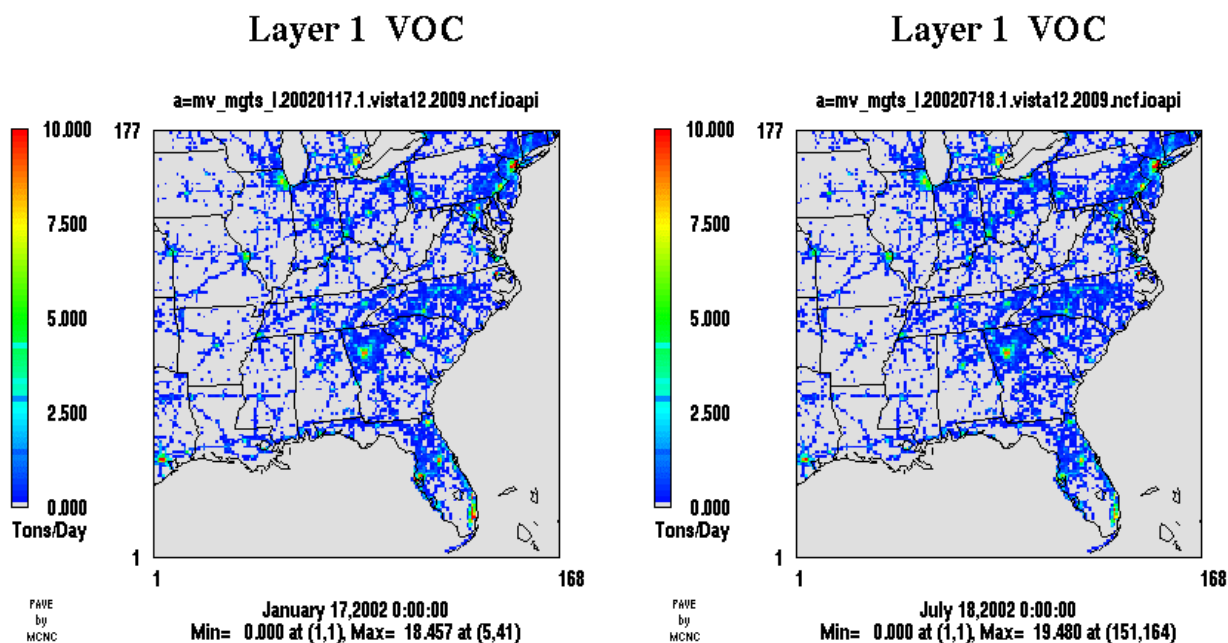 Layer 1 VOC
a=mv_mgts_l.20020117.1.vista12.2009.ncf.ioapi
10.000
7.500
5.000
2.500
0.000
Tons/Day
177
1
1
168
PAVE
by
MCNC
January 17,2002 0:00:00
Min= 0.000 at (1,1), Max= 18.457 at (5,41)
Layer 1 VOC
a=mv_mgts_l.20020718.1.vista12.2009.ncf.ioapi
10.000
7.500
5.000
2.500
0.000
Tons/Day
177
1
1
168
PAVE
by
MCNC
July 18,2002 0:00:00
Min= 0.000 at (1,1), Max= 19.480 at (151,164)